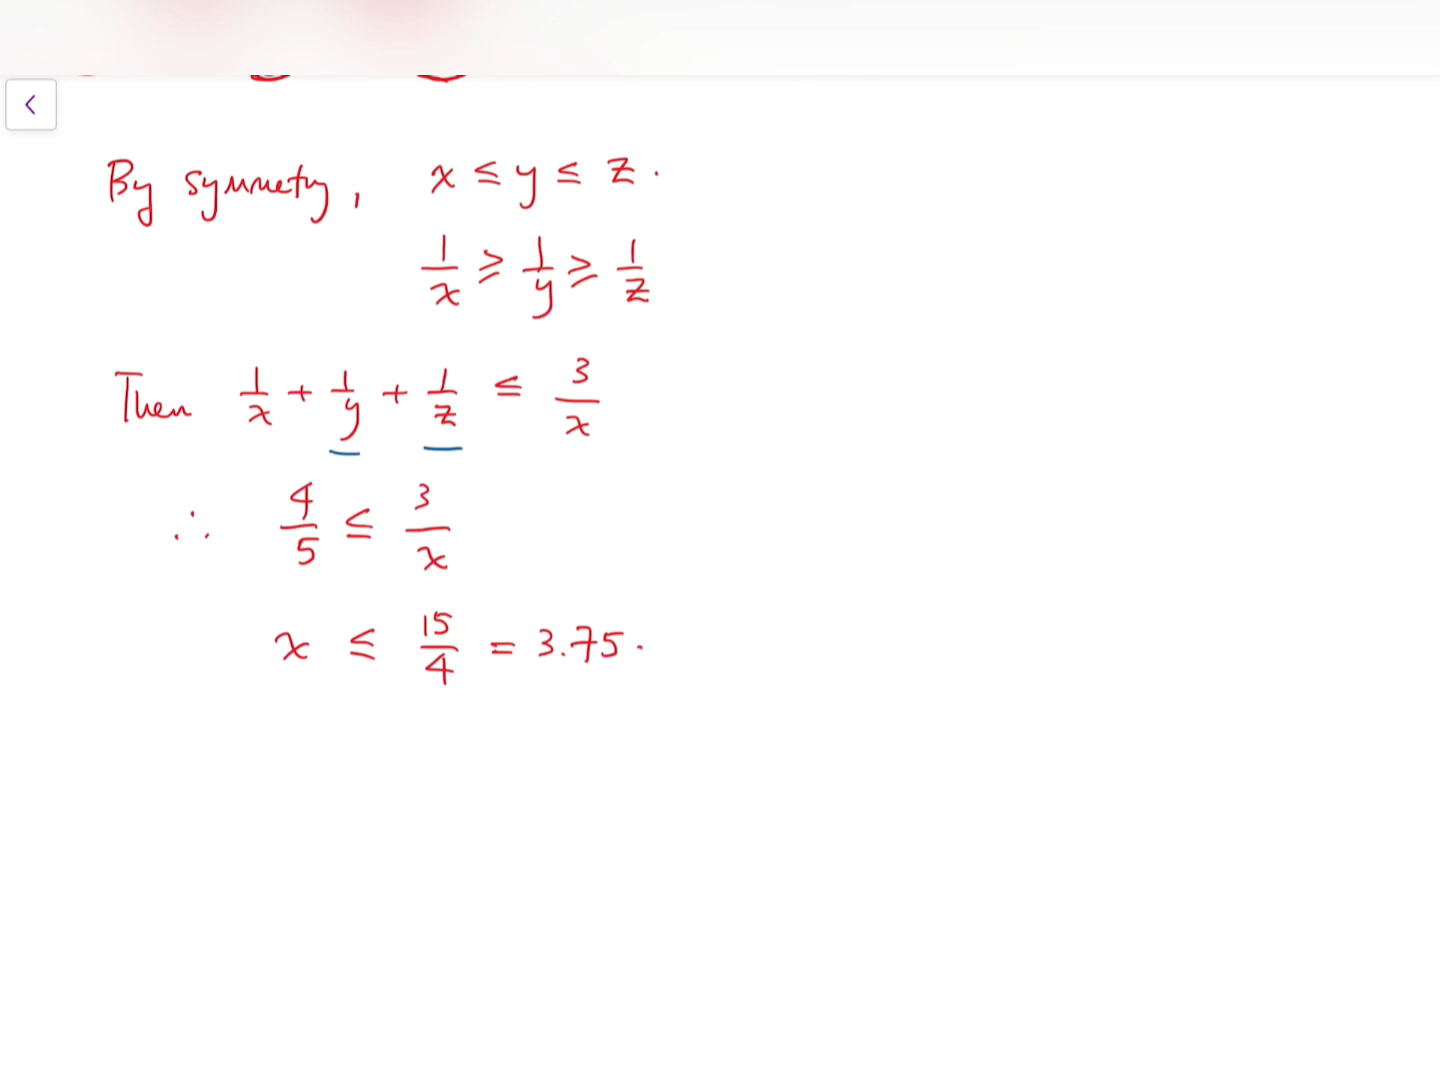 By symmetry, x ≤ y ≤ z.
1/x ≥ 1/y ≥ 1/z
Then 1/x + 1/y + 1/z ≤ 3/x
∴ 4/5 ≤ 3/x
x ≤ 15/4 = 3.75.